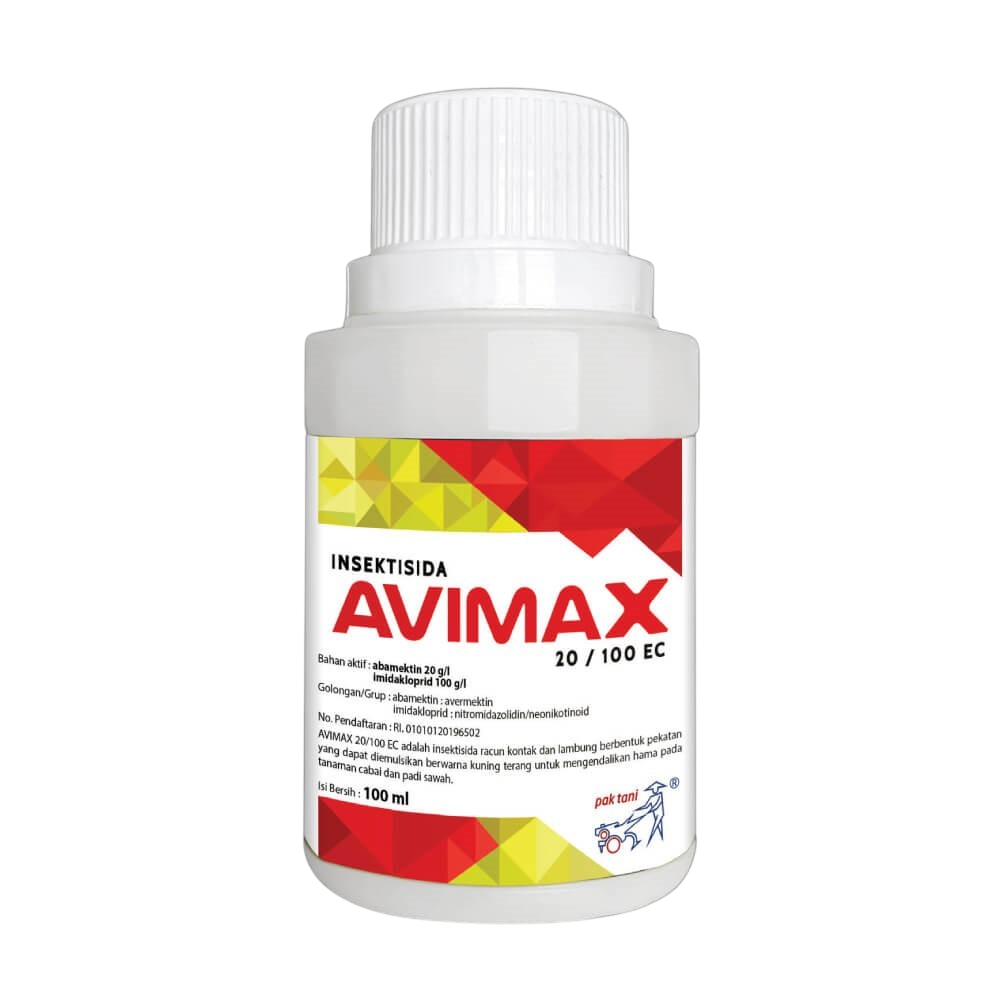 INSEKTISIDA
AVIMAX
20 / 100 EC
Bahan aktif : abamektin 20 g/l
imidakloprid 100 g/l
Golongan/Grup : abamektin : avermektin
imidakloprid : nitromidazolidin/neonikotinoid
No. Pendaftaran : RI. 01010120196502
AVIMAX 20/100 EC adalah insektisida racun kontak dan lambung berbentuk pekatan
yang dapat diemulsikan berwarna kuning terang untuk mengendalikan hama pada
tanaman cabai dan padi sawah.
Isi Bersih : 100 ml
pak tani ®